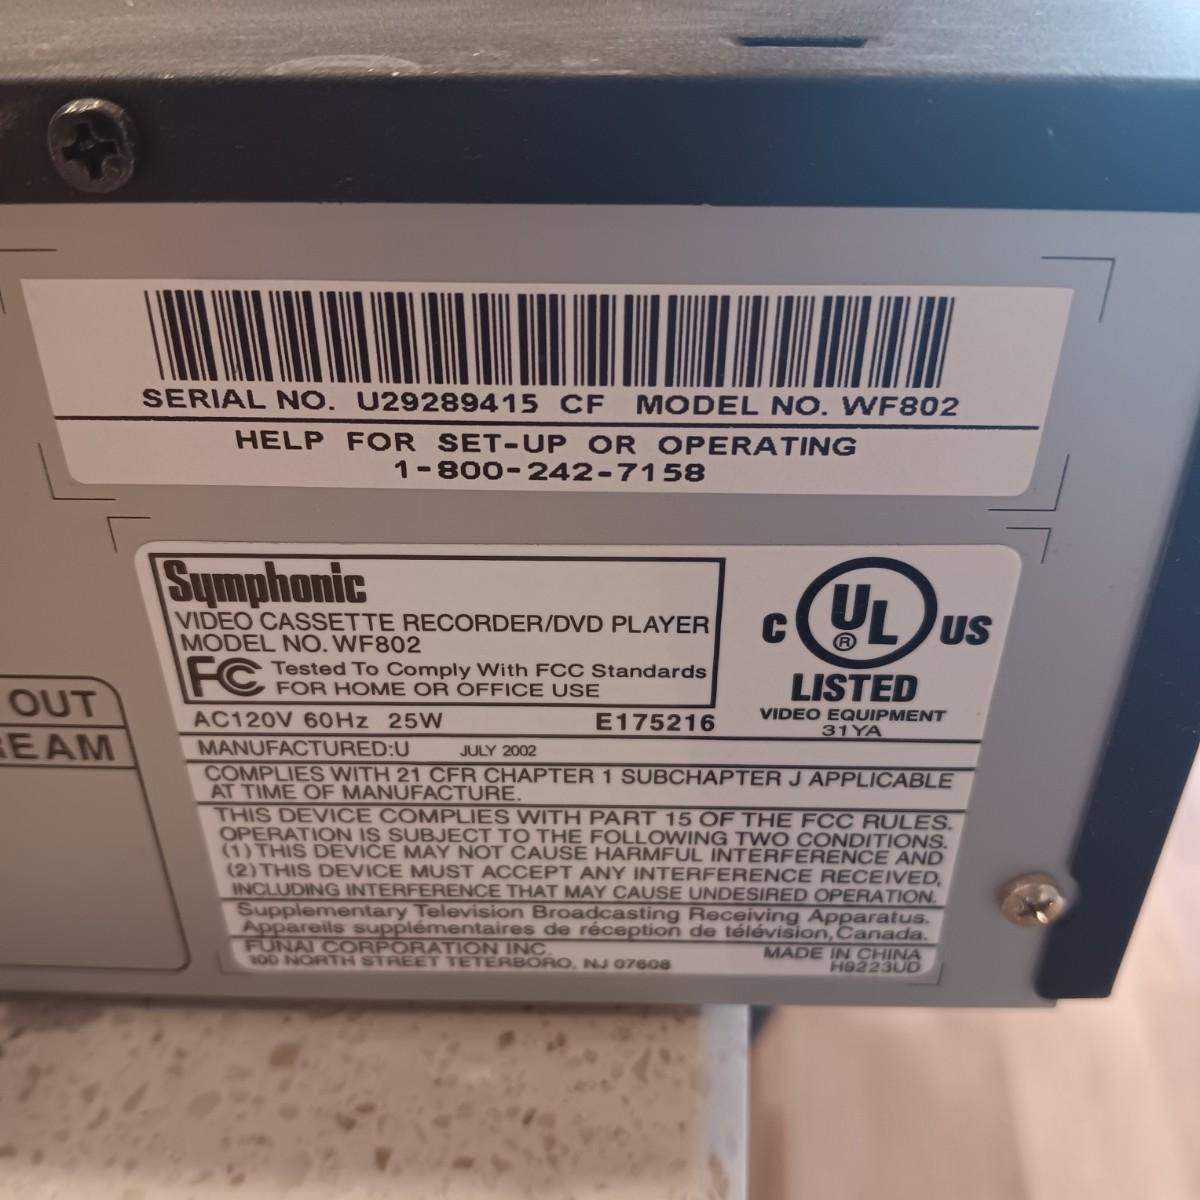 SERIAL NO. U29289415 CF MODEL NO. WF802
HELP FOR SET-UP OR OPERATING
1-800-242-7158
Symphonic
VIDEO CASSETTE RECORDER/DVD PLAYER
MODEL NO. WF802
FC Tested To Comply With FCC Standards
FOR HOME OR OFFICE USE
C UL ® US
LISTED
VIDEO EQUIPMENT
31YA
AC120V 60Hz 25W E175216
MANUFACTURED:U JULY 2002
COMPLIES WITH 21 CFR CHAPTER 1 SUBCHAPTER J APPLICABLE
AT TIME OF MANUFACTURE.
THIS DEVICE COMPLIES WITH PART 15 OF THE FCC RULES.
OPERATION IS SUBJECT TO THE FOLLOWING TWO CONDITIONS.
(1) THIS DEVICE MAY NOT CAUSE HARMFUL INTERFERENCE AND
(2) THIS DEVICE MUST ACCEPT ANY INTERFERENCE RECEIVED,
INCLUDING INTERFERENCE THAT MAY CAUSE UNDESIRED OPERATION.
Supplementary Television Broadcasting Receiving Apparatus.
Appareils supplémentaires de réception de télévision, Canada.
FUNAI CORPORATION INC. MADE IN CHINA
100 NORTH STREET TETERBORO, NJ 07608 H9223UD
OUT
REAM